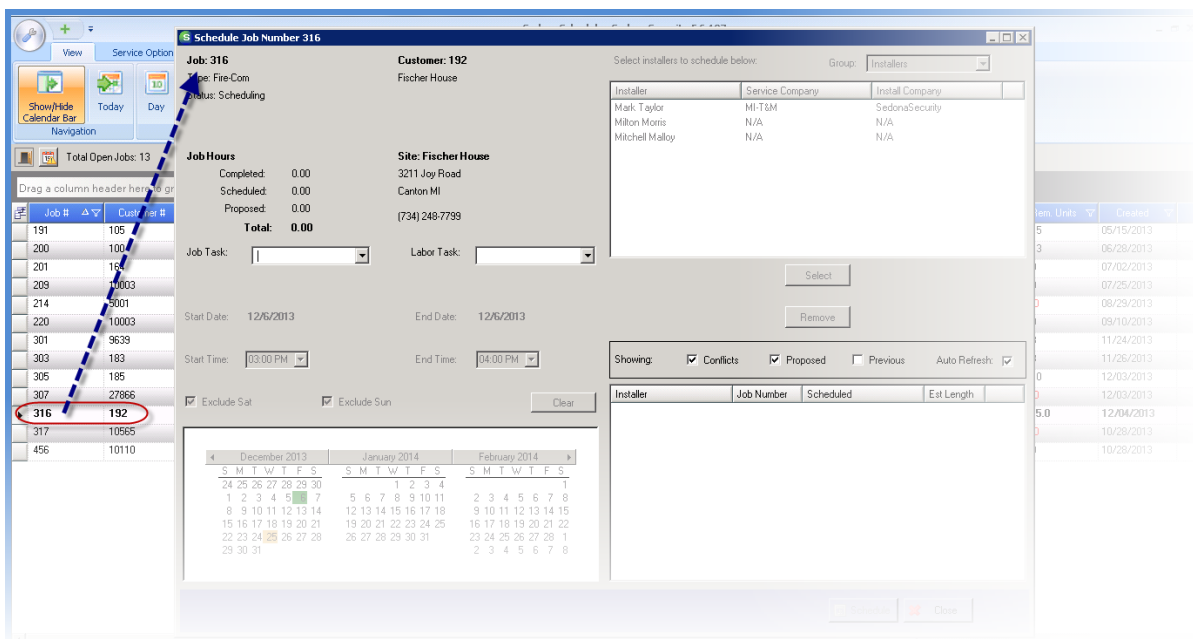 Schedule Job Number 316
View Service Option
Show/Hide Calendar Bar Today Day
Navigation
Total Open Jobs: 13
Drag a column header here to gr
Job # Customer #
191 105
200 100
201 164
209 10003
214 5001
220 10003
301 9639
303 183
305 185
307 27866
316 192
317 10565
456 10110
Job: 316 Customer: 192
Type: Fire-Com Fischer House
Status: Scheduling
Job Hours Site: Fischer House
Completed: 0.00 3211 Joy Road
Scheduled: 0.00 Canton MI
Proposed: 0.00
(734) 248-7799
Total: 0.00
Job Task: Labor Task:
Start Date: 12/6/2013 End Date: 12/6/2013
Start Time: 03:00 PM End Time: 04:00 PM
Exclude Sat Exclude Sun Clear
December 2013 January 2014 February 2014
S M T W T F S S M T W T F S S M T W T F S
24 25 26 27 28 29 30 1 2 3 4 1
1 2 3 4 5 6 7 5 6 7 8 9 10 11 2 3 4 5 6 7 8
8 9 10 11 12 13 14 12 13 14 15 16 17 18 9 10 11 12 13 14 15
15 16 17 18 19 20 21 19 20 21 22 23 24 25 16 17 18 19 20 21 22
22 23 24 25 26 27 28 26 27 28 29 30 31 23 24 25 26 27 28 1
29 30 31 2 3 4 5 6 7 8
Select installers to schedule below: Group: Installers
Installer Service Company Install Company
Mark Taylor MI-T&M SedonaSecurity
Milton Morris N/A N/A
Mitchell Malloy N/A N/A
Select
Remove
Showing: Conflicts Proposed Previous Auto Refresh:
Installer Job Number Scheduled Est Length
Close
Units Created
5 05/15/2013
3 06/28/2013
07/02/2013
07/25/2013
08/29/2013
09/10/2013
11/24/2013
11/26/2013
12/03/2013
12/03/2013
5.0 12/04/2013
10/28/2013
10/28/2013